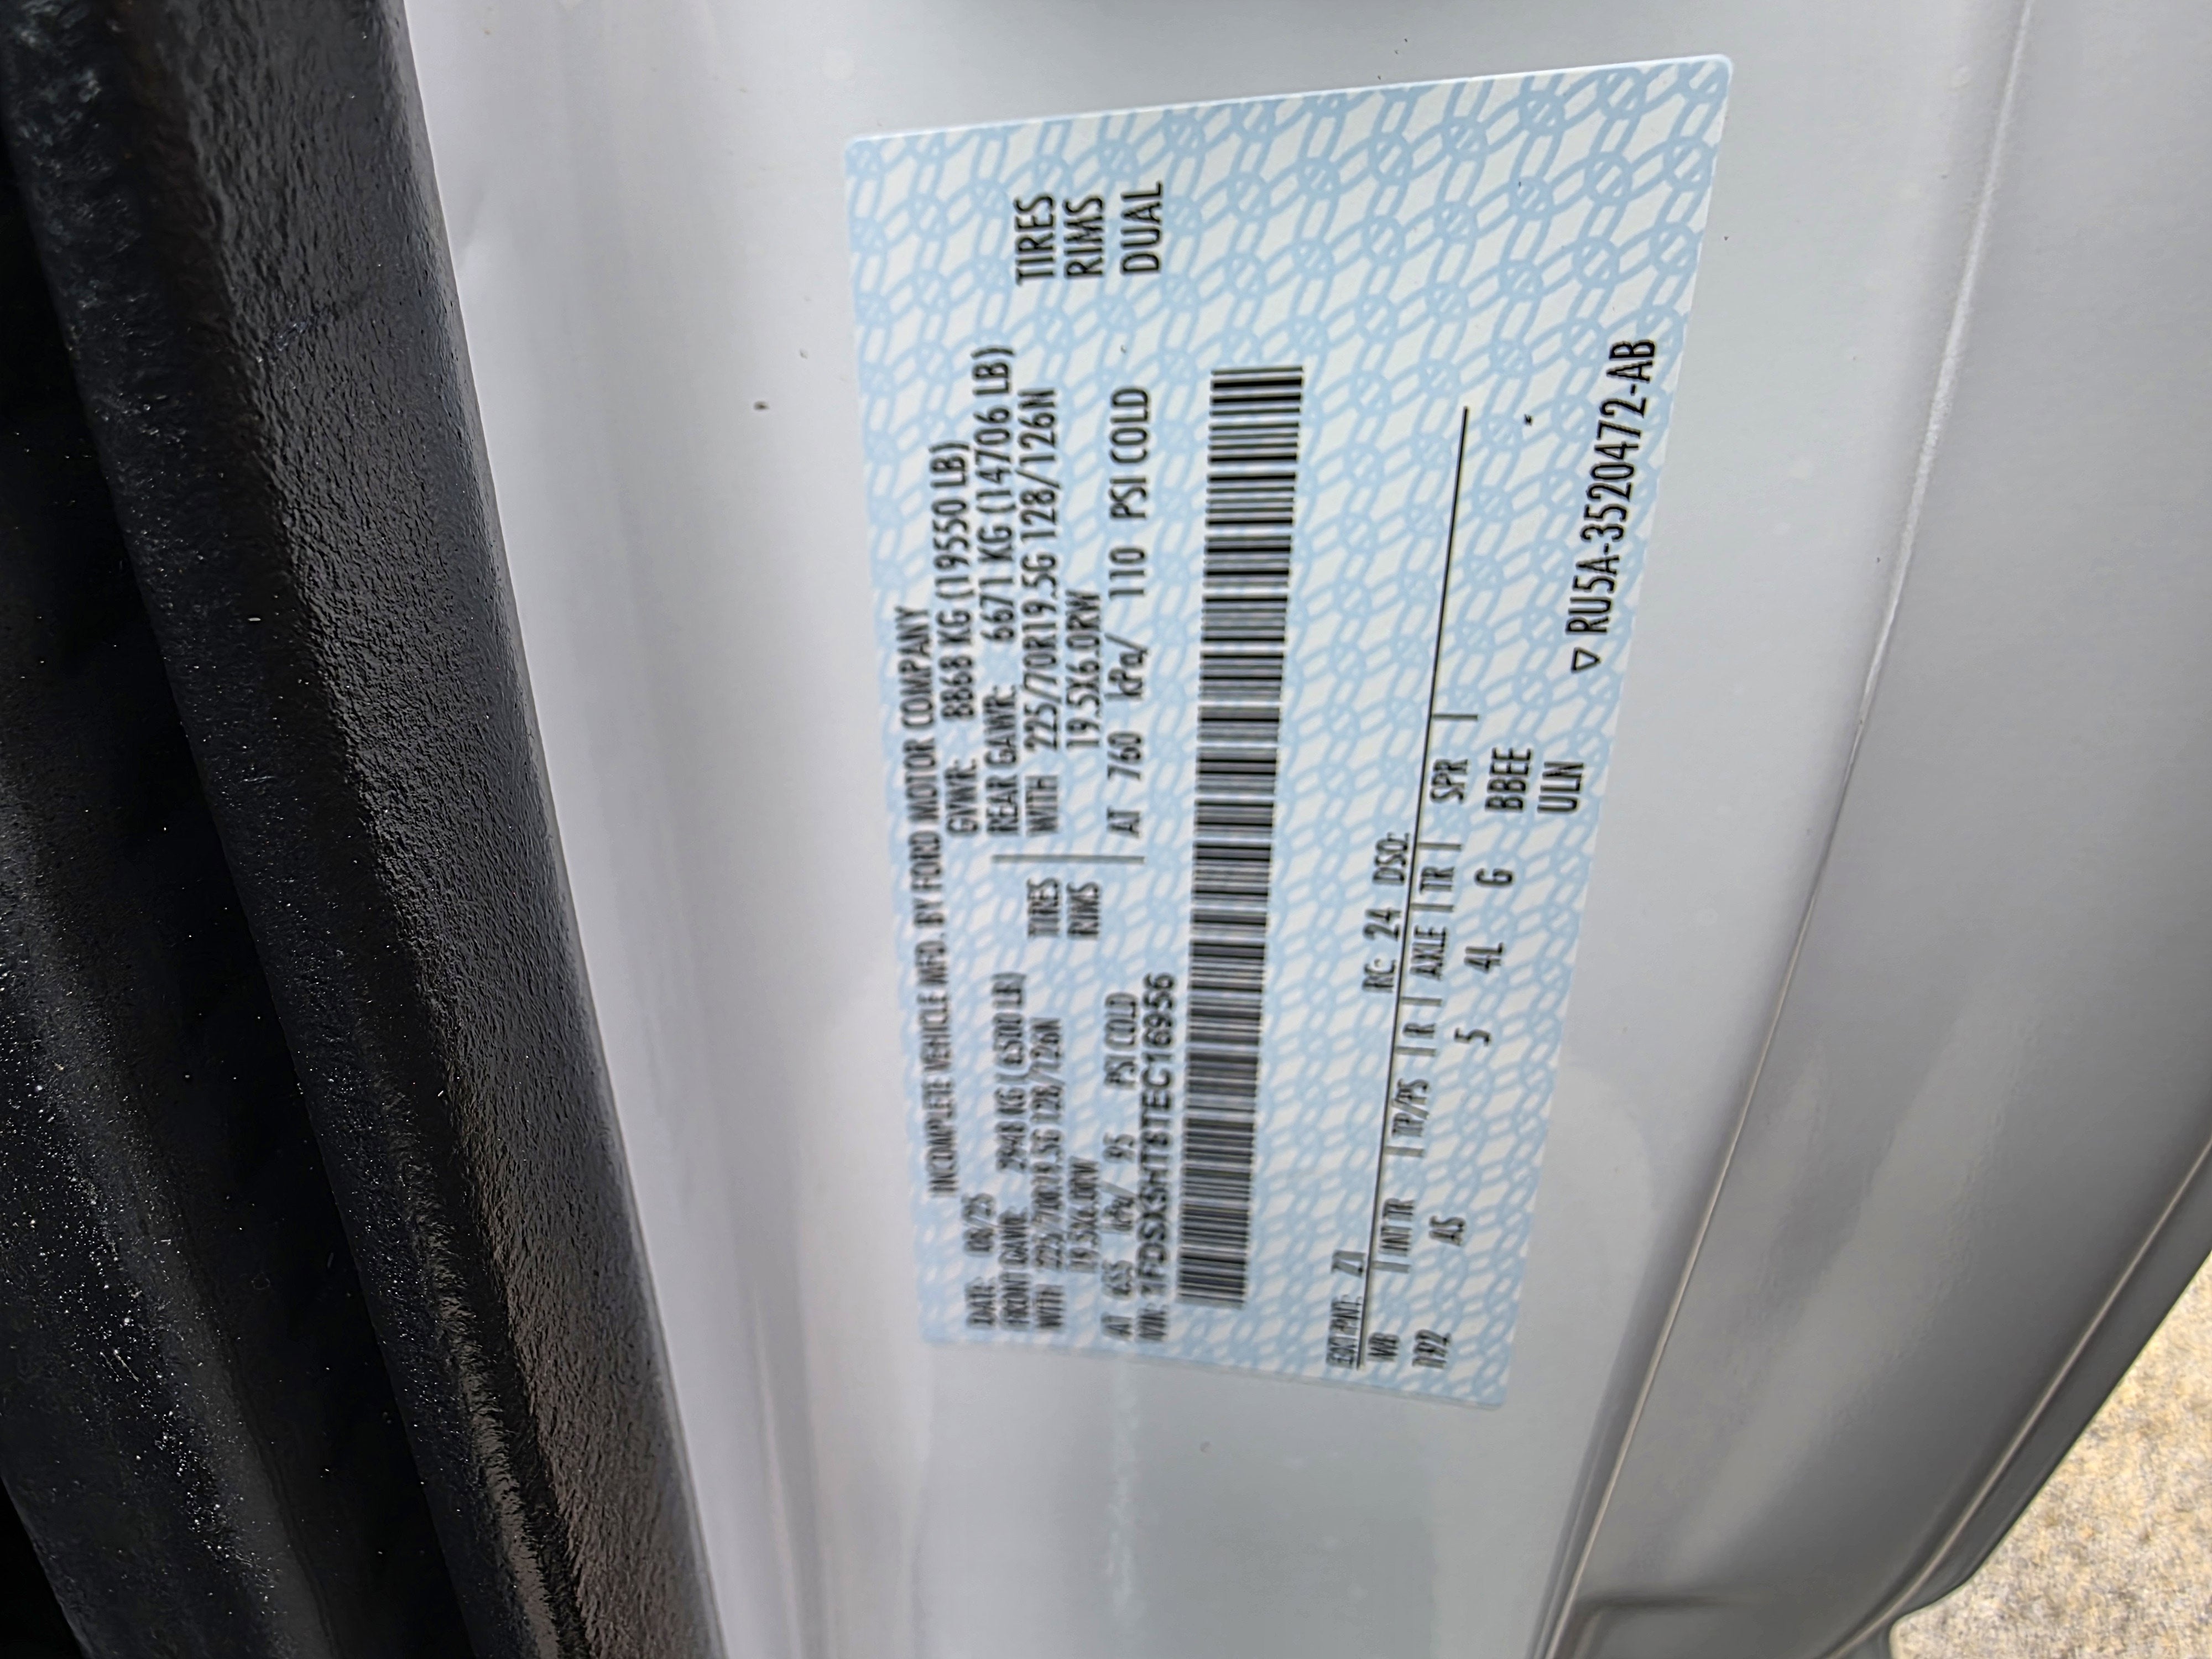 INCOMPLETE VEHICLE MFD. BY FORD MOTOR COMPANY
DATE: GVWR: 8868 KG (19550 LB)
FRONT GAWR: 2948 KG (6500 LB) REAR GAWR: 6671 KG (14706 LB)
WITH 225/70R19.5G 128/126N TIRES WITH 225/70R19.5G 128/126N TIRES
19.5X6.0RW RIMS 19.5X6.0RW RIMS
AT 655 kPa/ 95 PSI COLD AT 760 kPa/ 110 PSI COLD DUAL
VIN:
EXT PNT: Z1 RC: 24 DSO:
WB | INT TR | TP/PS | R | AXLE | TR | SPR |
192 AS 5 4L G BBEE
ULN
▽ RU5A-3520472-AB